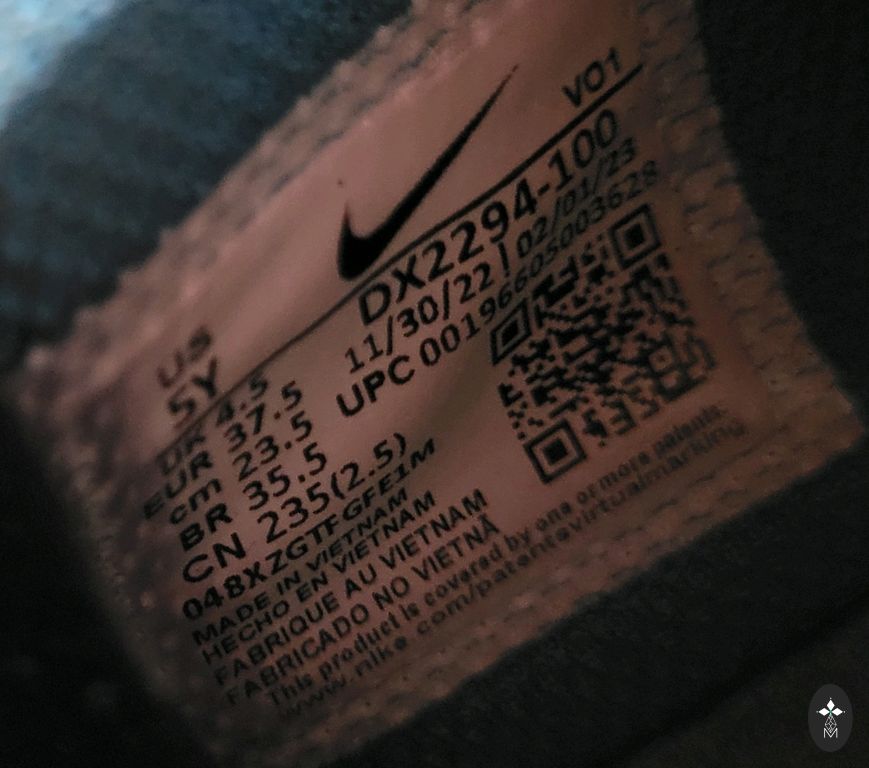 VO1
DX2294-100
11/30/22 | 02/01/23
UPC 00196605003628
US
5Y
UK 4.5
EUR 37.5
cm 23.5
BR 35.5
CN 235(2.5)
048XZGTFGFE1M
MADE IN VIETNAM
HECHO EN VIETNAM
FABRIQUE AU VIETNAM
FABRICADO NO VIETNÃ
This product is covered by one or more patents.
www.nike.com/patentsvirtualmarking
M